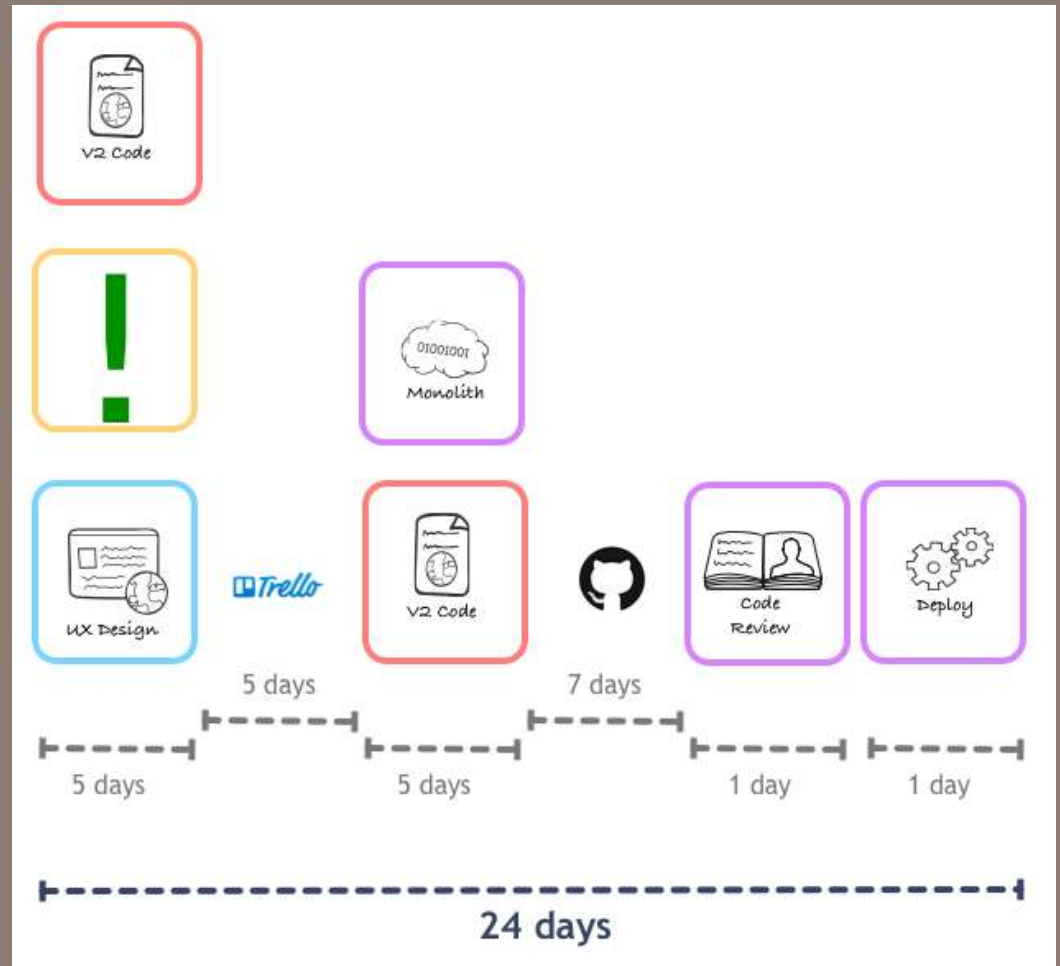 V2 Code
!
01001001
Monolith
UX Design
Trello
V2 Code
Code
Review
Deploy
5 days
7 days
5 days
5 days
1 day
1 day
24 days